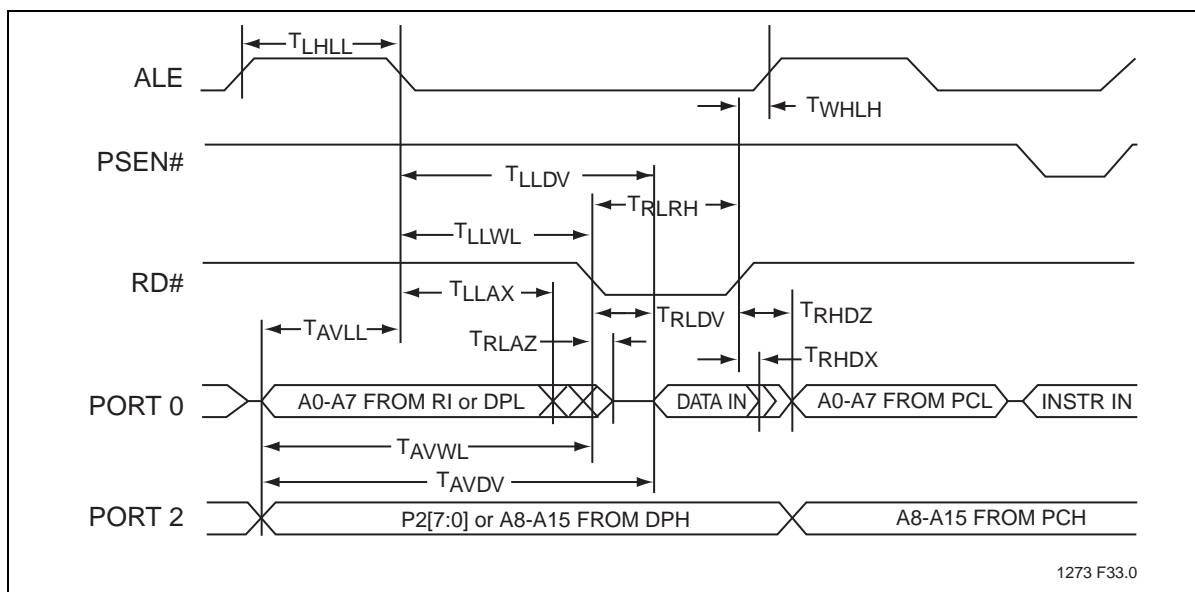 TLHLL
ALE
TWHLH
PSEN#
TLLDV
TRLRH
TLLWL
RD#
TLLAX
TRLDV
TRHDZ
TAVLL
TRLAZ
TRHDX
PORT 0
A0-A7 FROM RI or DPL
DATA IN
A0-A7 FROM PCL
INSTR IN
TAVWL
TAVDV
PORT 2
P2[7:0] or A8-A15 FROM DPH
A8-A15 FROM PCH
1273 F33.0